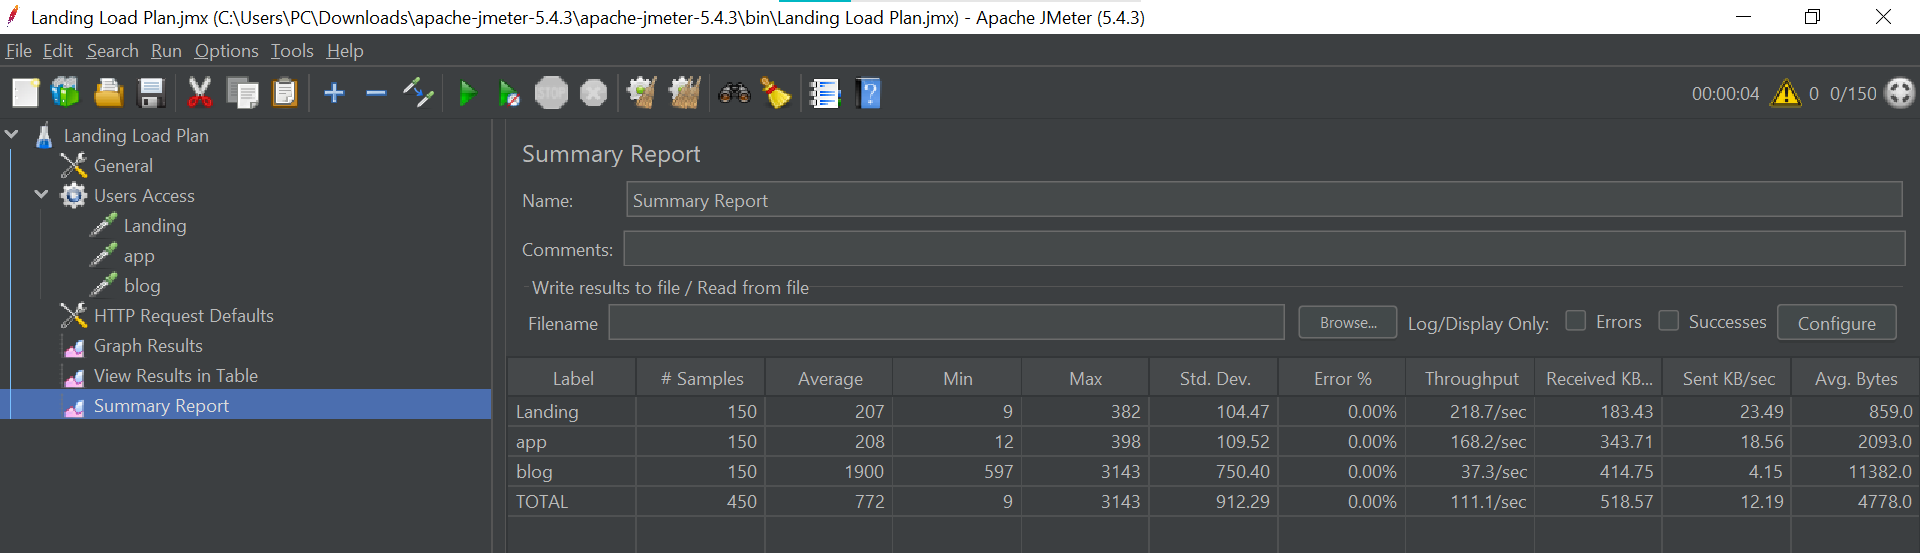 Landing Load Plan.jmx (C:\Users\PC\Downloads\apache-jmeter-5.4.3\apache-jmeter-5.4.3\bin\Landing Load Plan.jmx) - Apache JMeter (5.4.3)
File Edit Search Run Options Tools Help
STOP ? 00:00:04 0 0/150
Landing Load Plan
General
Users Access
Landing
app
blog
HTTP Request Defaults
Graph Results
View Results in Table
Summary Report
Summary Report
Name: Summary Report
Comments:
Write results to file / Read from file
Filename Browse... Log/Display Only: Errors Successes Configure
Label # Samples Average Min Max Std. Dev. Error % Throughput Received KB... Sent KB/sec Avg. Bytes
Landing 150 207 9 382 104.47 0.00% 218.7/sec 183.43 23.49 859.0
app 150 208 12 398 109.52 0.00% 168.2/sec 343.71 18.56 2093.0
blog 150 1900 597 3143 750.40 0.00% 37.3/sec 414.75 4.15 11382.0
TOTAL 450 772 9 3143 912.29 0.00% 111.1/sec 518.57 12.19 4778.0